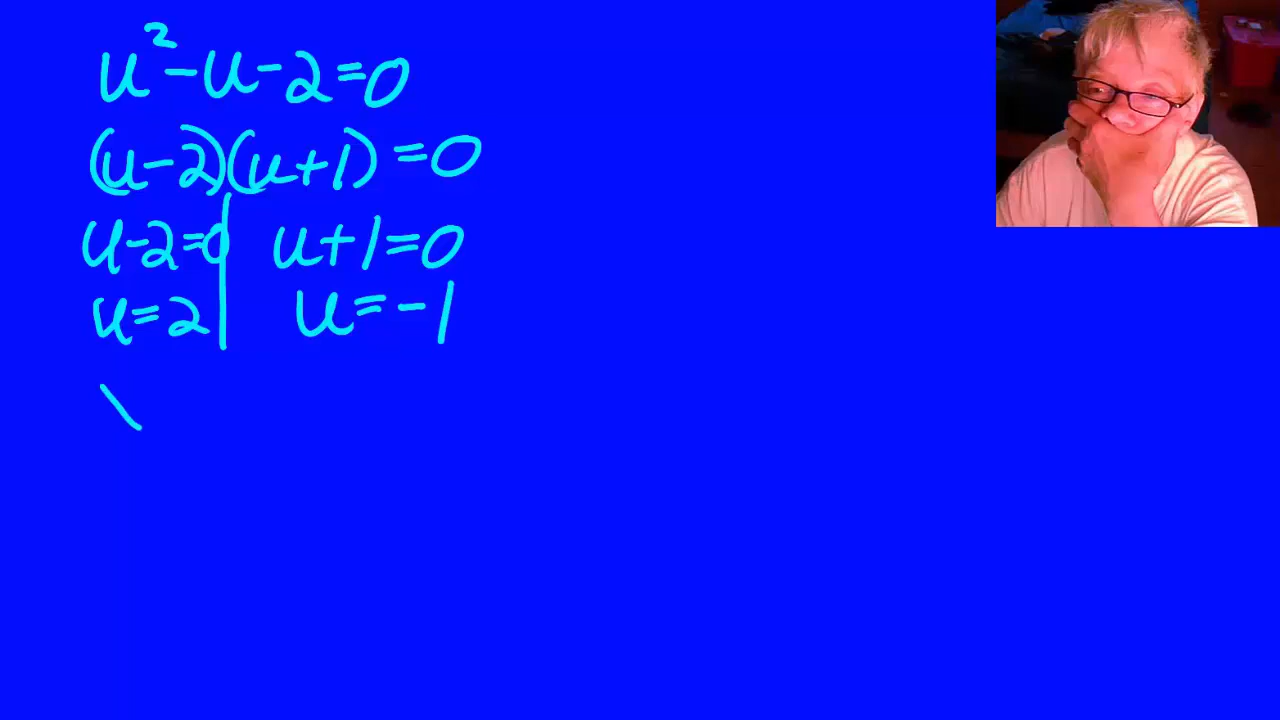 u²-u-2=0
(u-2)(u+1)=0
u-2=0 | u+1=0
u=2 | u=-1
\